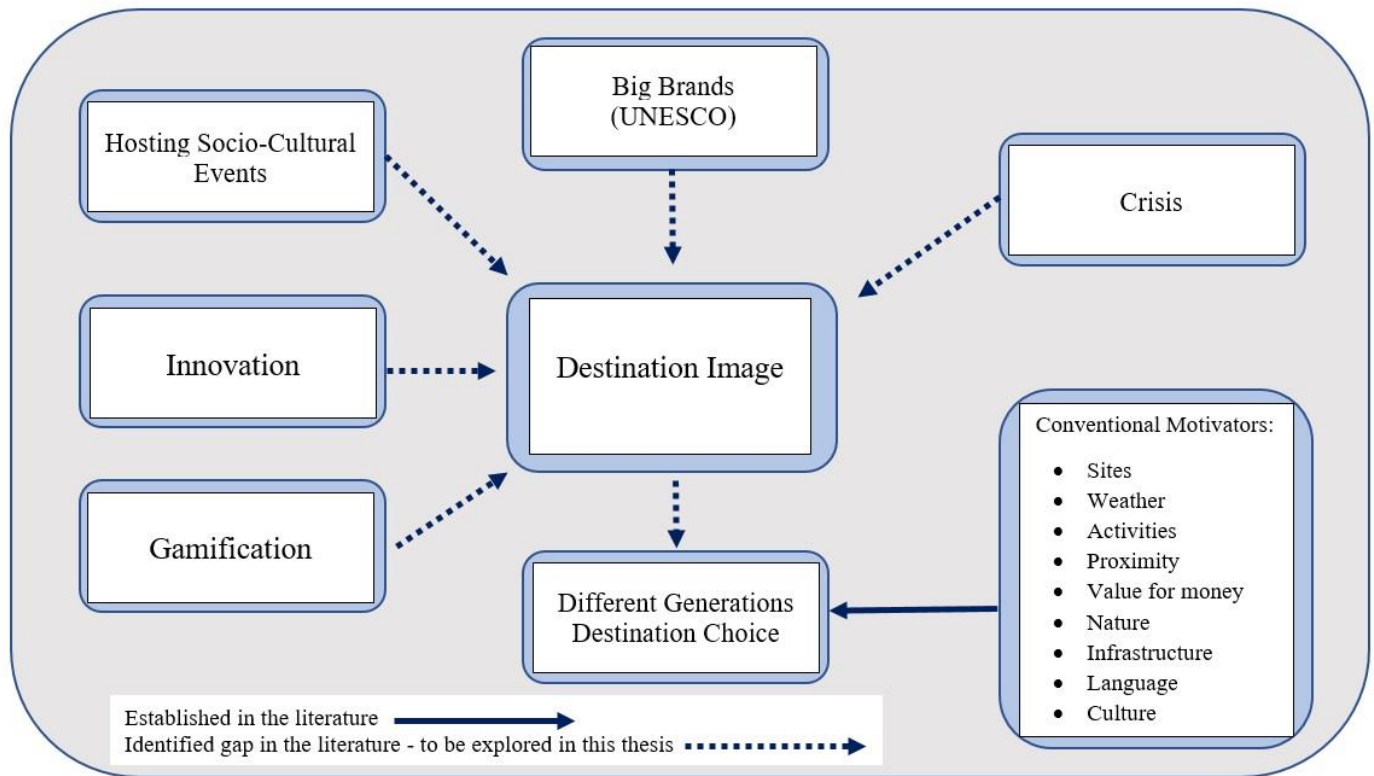 Big Brands
(UNESCO)
Hosting Socio-Cultural
Events
Crisis
Innovation
Destination Image
Gamification
Different Generations
Destination Choice
Conventional Motivators:
• Sites
• Weather
• Activities
• Proximity
• Value for money
• Nature
• Infrastructure
• Language
• Culture
Established in the literature
Identified gap in the literature - to be explored in this thesis